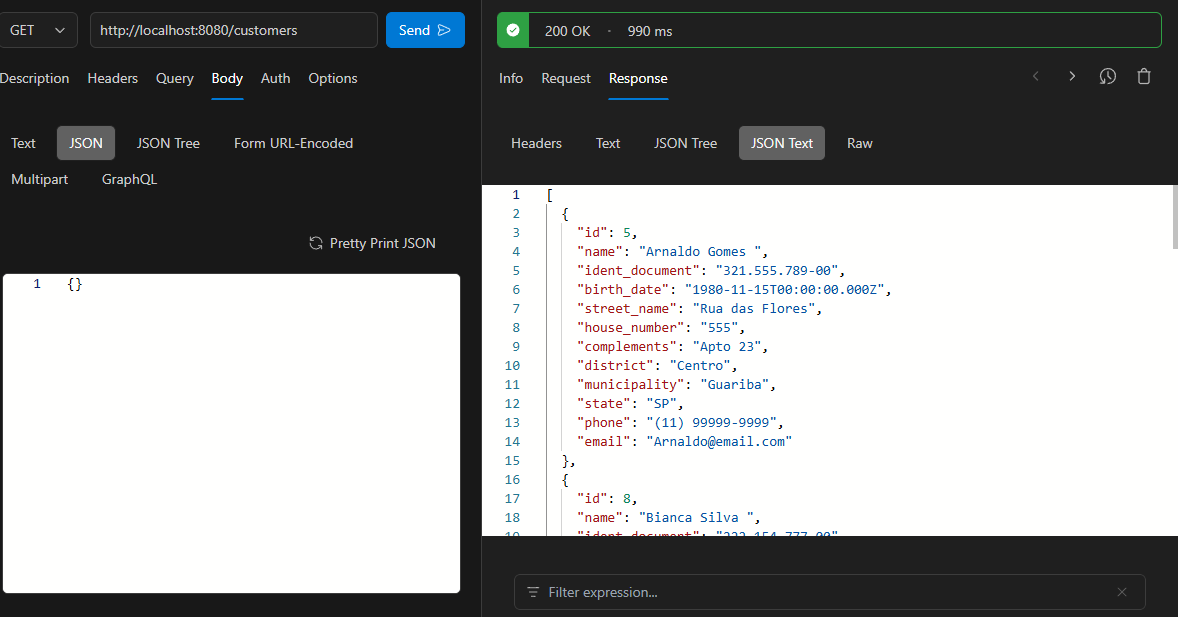 GET
http://localhost:8080/customers
Send
Description Headers Query Body Auth Options
Text JSON JSON Tree Form URL-Encoded
Multipart GraphQL
Pretty Print JSON
1 {}
200 OK · 990 ms
Info Request Response
Headers Text JSON Tree JSON Text Raw
1 [
2 {
3 "id": 5,
4 "name": "Arnaldo Gomes ",
5 "ident_document": "321.555.789-00",
6 "birth_date": "1980-11-15T00:00:00.000Z",
7 "street_name": "Rua das Flores",
8 "house_number": "555",
9 "complements": "Apto 23",
10 "district": "Centro",
11 "municipality": "Guariba",
12 "state": "SP",
13 "phone": "(11) 99999-9999",
14 "email": "Arnaldo@email.com"
15 },
16 {
17 "id": 8,
18 "name": "Bianca Silva ",
19 "ident_document":
Filter expression...